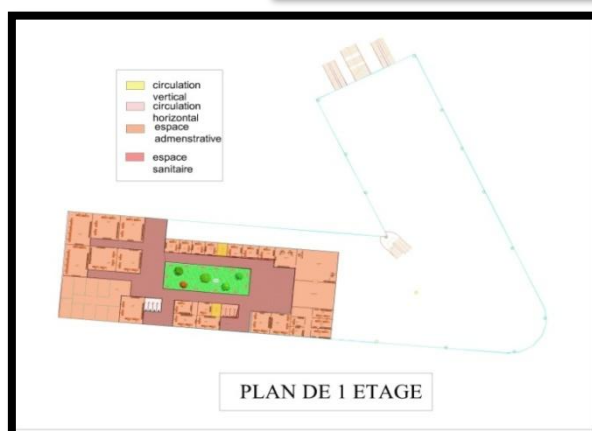 circulation
vertical
circulation
horizontal
espace
admenstrative
espace
sanitaire
PLAN DE 1 ETAGE